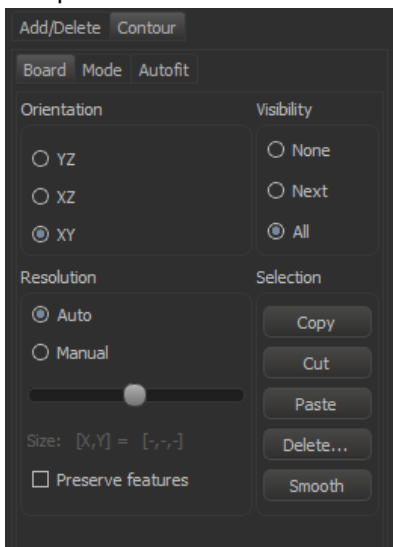 Add/Delete Contour
Board Mode Autofit
Orientation
YZ
XZ
XY
Visibility
None
Next
All
Resolution
Auto
Manual
Size: [X,Y] = [-,-,-]
Preserve features
Selection
Copy
Cut
Paste
Delete...
Smooth